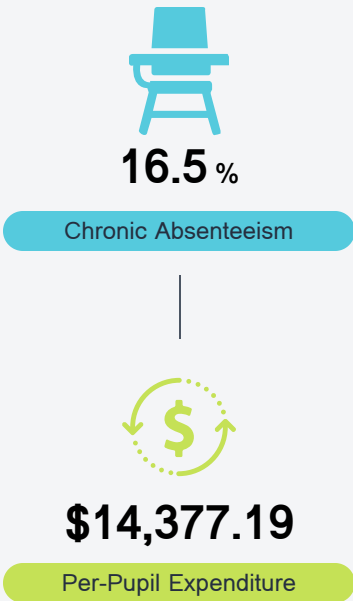 16.5 %
Chronic Absenteeism
$
$14,377.19
Per-Pupil Expenditure